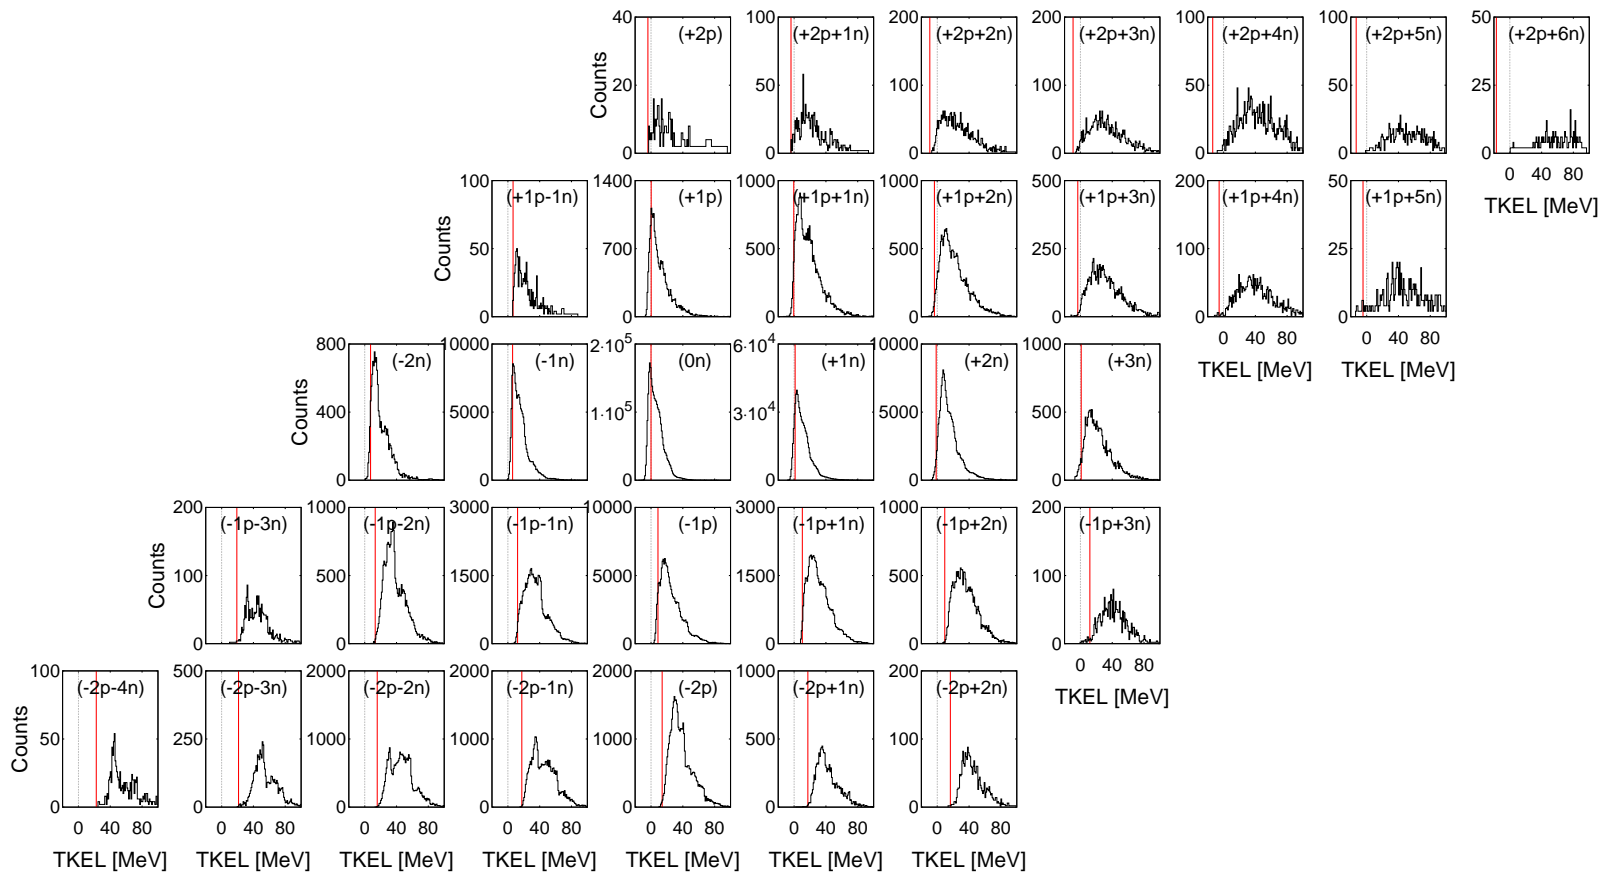 40 100 200 200 100 100 50
(+2p) (+2p+1n) (+2p+2n) (+2p+3n) (+2p+4n) (+2p+5n) (+2p+6n)
Counts
20 50 100 100 50 50 25
0 0 0 0 0 0 0
0 40 80
TKEL [MeV]
100 1400 1000 1000 500 200 50
(+1p-1n) (+1p) (+1p+1n) (+1p+2n) (+1p+3n) (+1p+4n) (+1p+5n)
Counts
50 700 500 500 250 100 25
0 0 0 0 0 0 0
0 40 80 0 40 80
TKEL [MeV] TKEL [MeV]
800 10000 2·10⁵ 6·10⁴ 10000 1000
(-2n) (-1n) (0n) (+1n) (+2n) (+3n)
Counts
400 5000 1·10⁵ 3·10⁴ 5000 500
0 0 0 0 0 0
200 1000 3000 10000 3000 1000 200
(-1p-3n) (-1p-2n) (-1p-1n) (-1p) (-1p+1n) (-1p+2n) (-1p+3n)
Counts
100 500 1500 5000 1500 500 100
0 0 0 0 0 0 0
0 40 80
TKEL [MeV]
100 500 2000 2000 2000 1000 200
(-2p-4n) (-2p-3n) (-2p-2n) (-2p-1n) (-2p) (-2p+1n) (-2p+2n)
Counts
50 250 1000 1000 1000 500 100
0 0 0 0 0 0 0
0 40 80 0 40 80 0 40 80 0 40 80 0 40 80 0 40 80 0 40 80
TKEL [MeV] TKEL [MeV] TKEL [MeV] TKEL [MeV] TKEL [MeV] TKEL [MeV] TKEL [MeV]